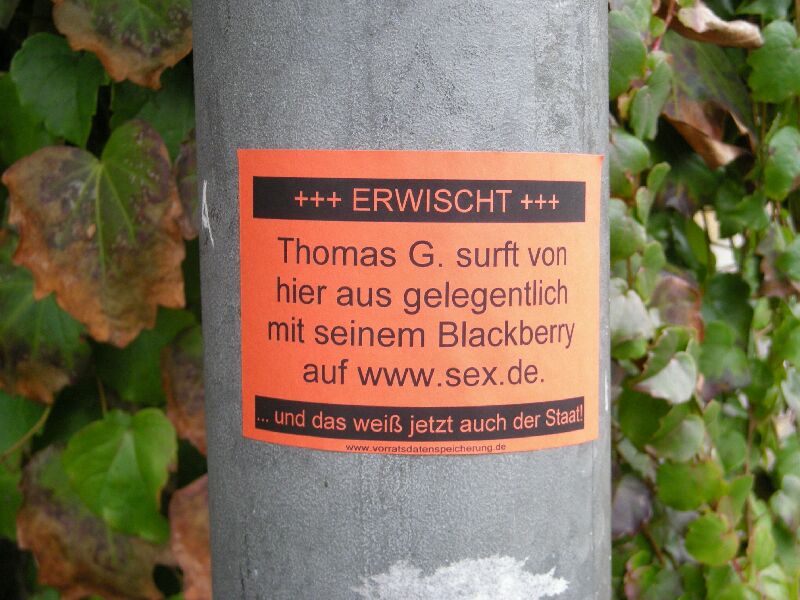 +++ ERWISCHT +++
Thomas G. surft von
hier aus gelegentlich
mit seinem Blackberry
auf www.sex.de.
... und das weiß jetzt auch der Staat!
www.vorratsdatenspeicherung.de